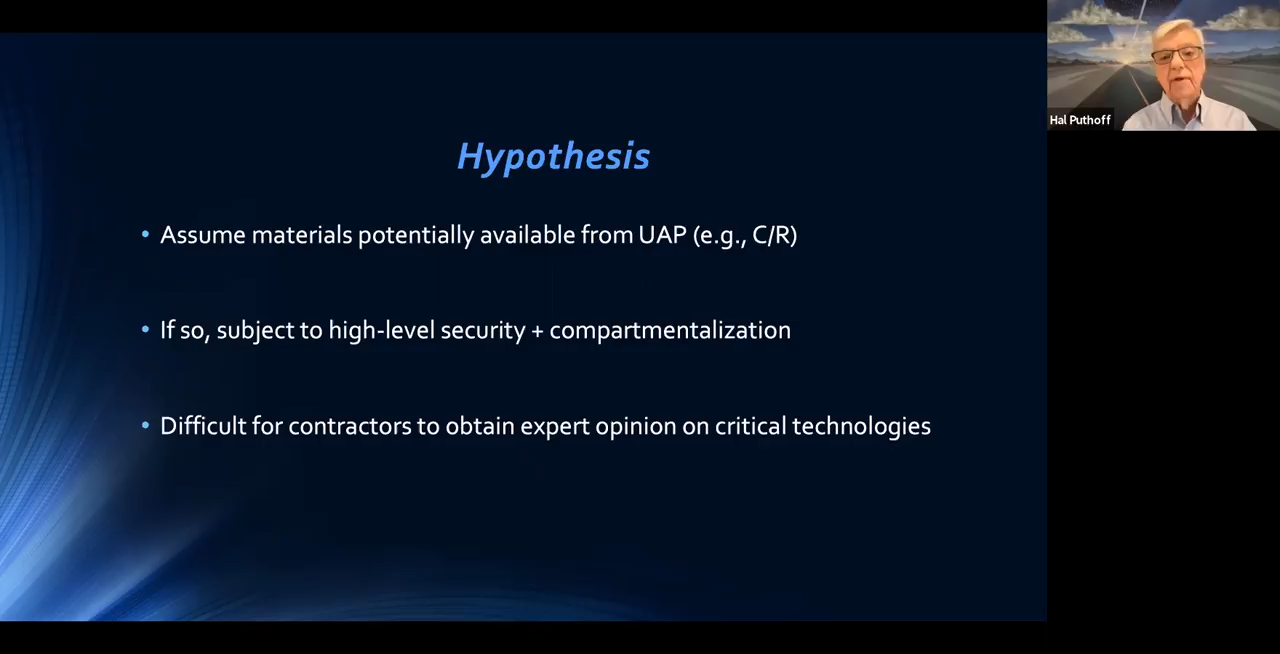 Hypothesis
• Assume materials potentially available from UAP (e.g., C/R)
• If so, subject to high-level security + compartmentalization
• Difficult for contractors to obtain expert opinion on critical technologies
Hal Puthoff